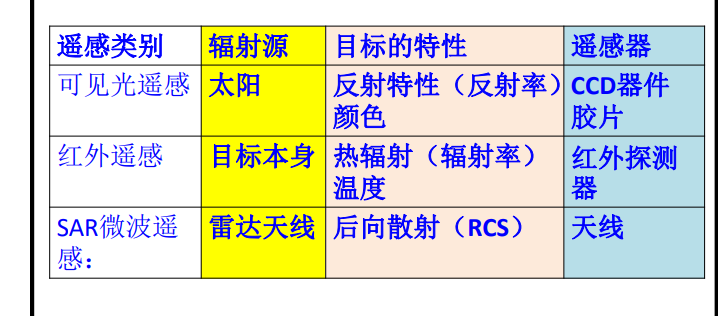 遥感类别 辐射源 目标的特性 遥感器
可见光遥感 太阳 反射特性（反射率） CCD器件
颜色 胶片
红外遥感 目标本身 热辐射（辐射率） 红外探测
温度 器
SAR微波遥 雷达天线 后向散射（RCS） 天线
感：